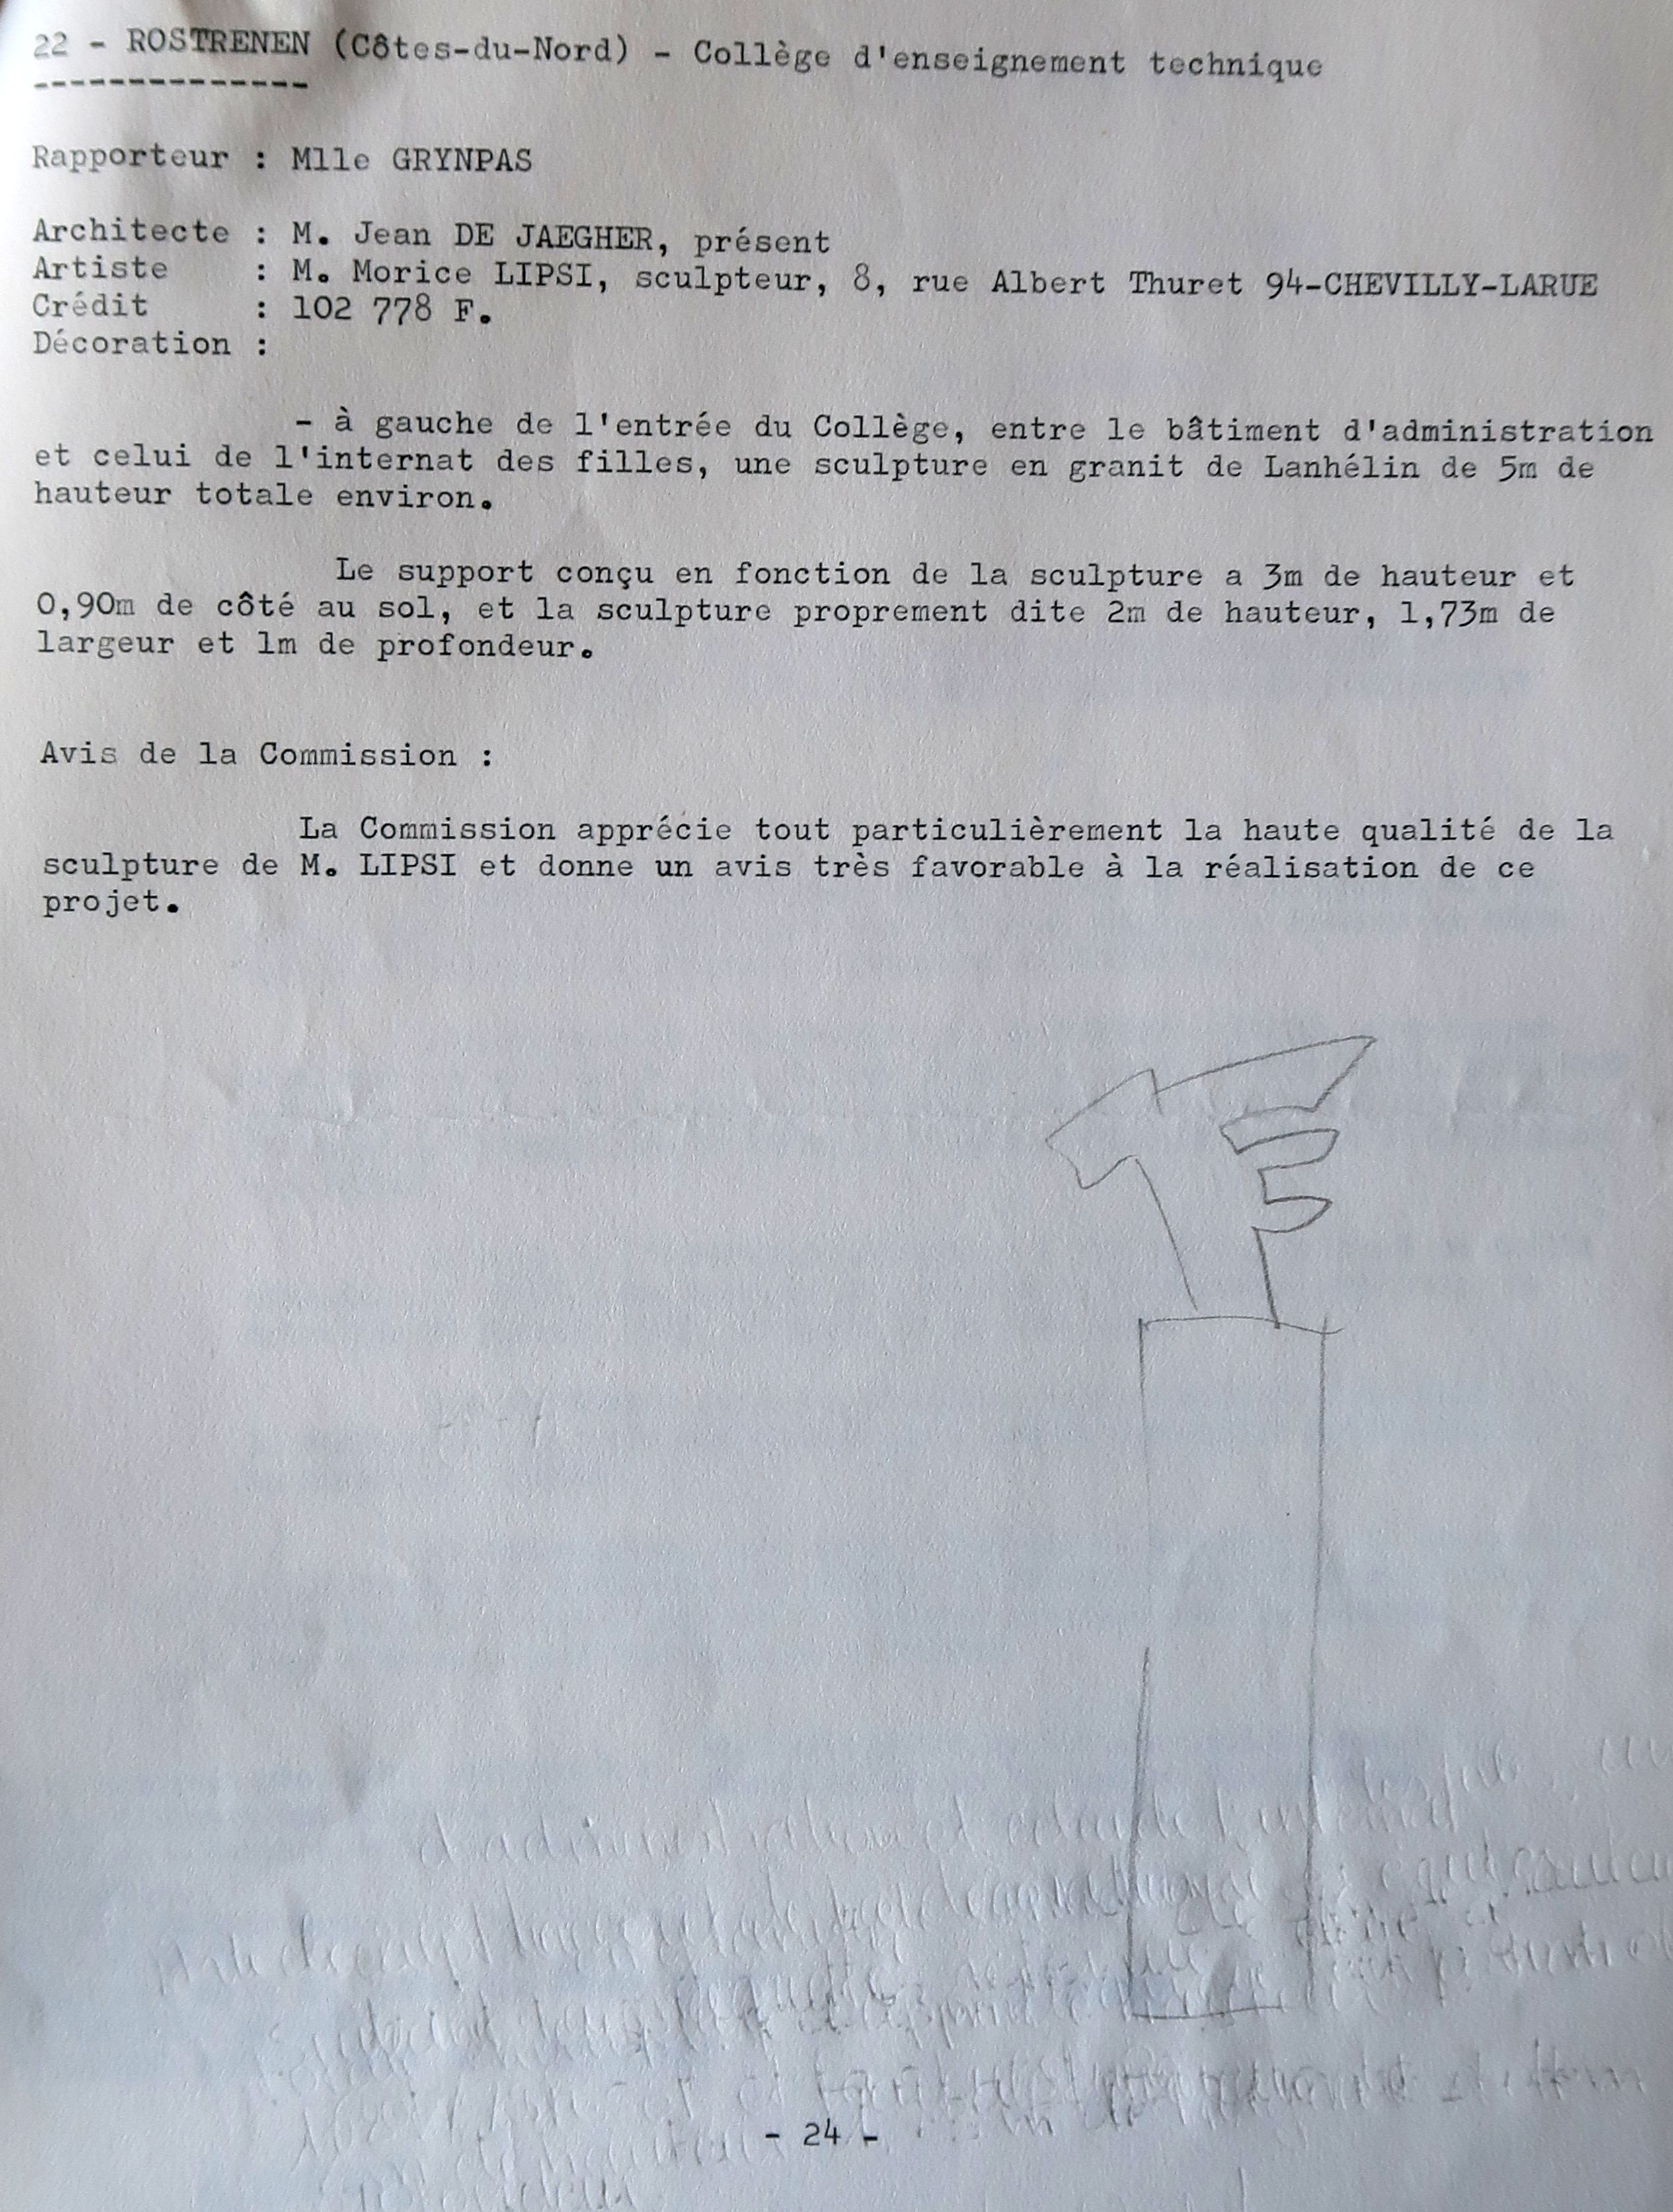 22 - ROSTRENEN (Côtes-du-Nord) - Collège d'enseignement technique
--------------
Rapporteur : Mlle GRYNPAS
Architecte : M. Jean DE JAEGHER, présent
Artiste : M. Morice LIPSI, sculpteur, 8, rue Albert Thuret 94-CHEVILLY-LARUE
Crédit : 102 778 F.
Décoration :
- à gauche de l'entrée du Collège, entre le bâtiment d'administration
et celui de l'internat des filles, une sculpture en granit de Lanhélin de 5m de
hauteur totale environ.
Le support conçu en fonction de la sculpture a 3m de hauteur et
0,90m de côté au sol, et la sculpture proprement dite 2m de hauteur, 1,73m de
largeur et 1m de profondeur.
Avis de la Commission :
La Commission apprécie tout particulièrement la haute qualité de la
sculpture de M. LIPSI et donne un avis très favorable à la réalisation de ce
projet.
- 24 -